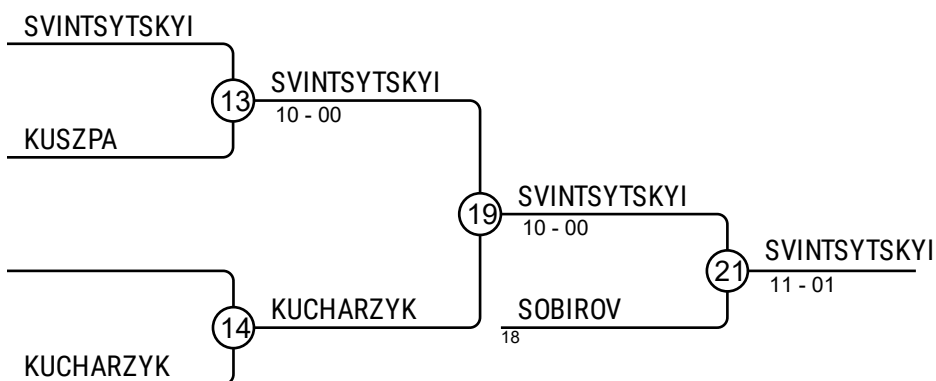 SVINTSYTSKYI
13
SVINTSYTSKYI
10 - 00
KUSZPA
19
SVINTSYTSKYI
10 - 00
21
SVINTSYTSKYI
11 - 01
14
KUCHARZYK
SOBIROV
18
KUCHARZYK